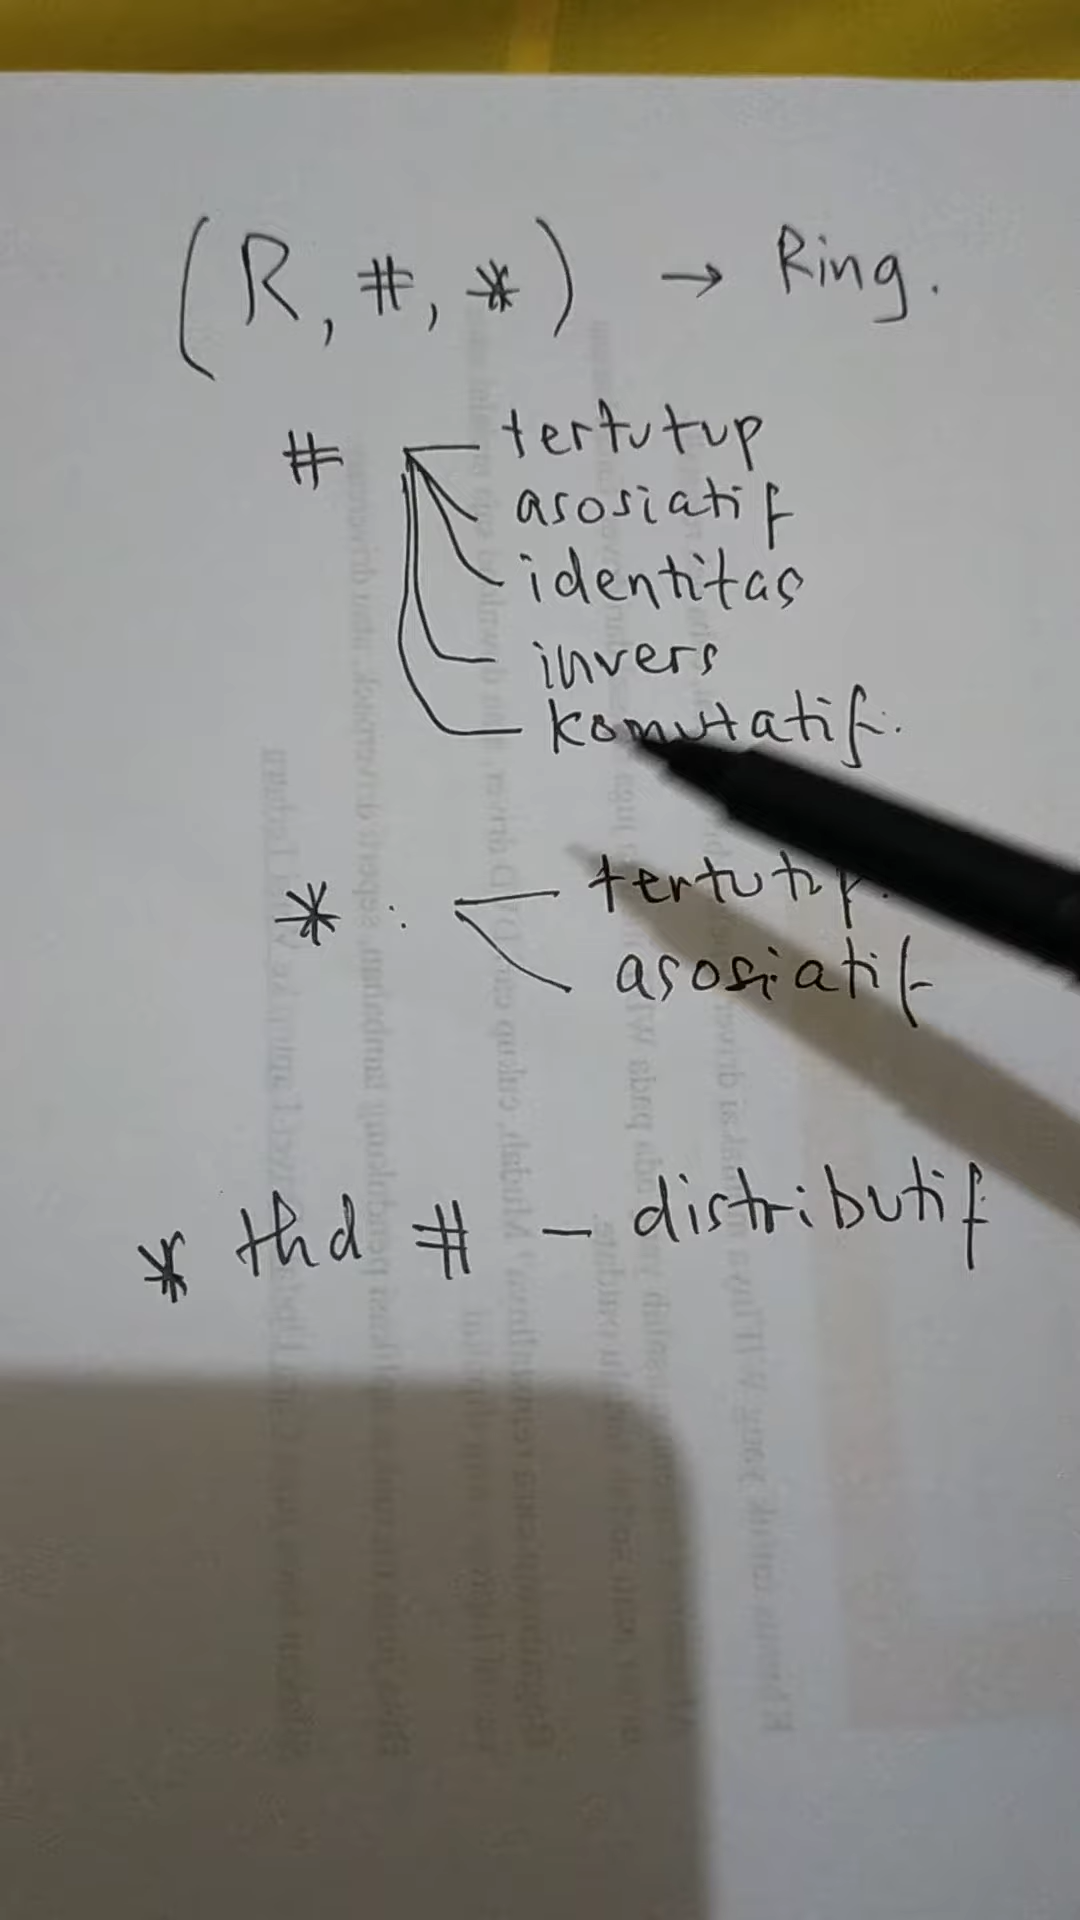 (R, #, *) → Ring.
# tertutup
asosiatif
identitas
invers
komutatif.
* : tertutup.
asosiatif
* thd # – distributif